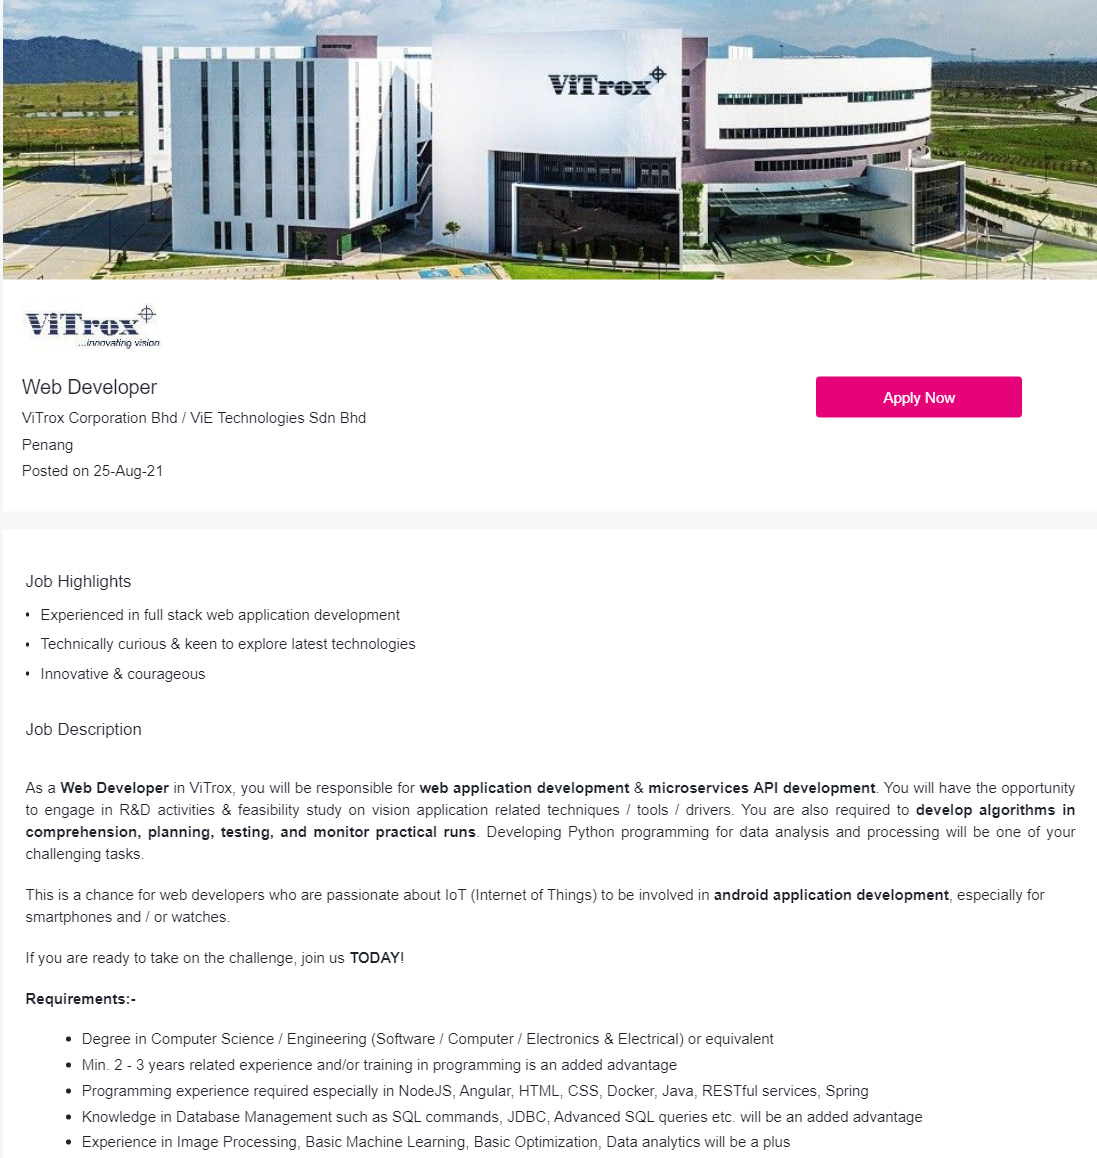 ViTrox
ViTrox
...innovating vision
Web Developer
Apply Now
ViTrox Corporation Bhd / ViE Technologies Sdn Bhd
Penang
Posted on 25-Aug-21
Job Highlights
• Experienced in full stack web application development
• Technically curious & keen to explore latest technologies
• Innovative & courageous
Job Description
As a Web Developer in ViTrox, you will be responsible for web application development & microservices API development. You will have the opportunity
to engage in R&D activities & feasibility study on vision application related techniques / tools / drivers. You are also required to develop algorithms in
comprehension, planning, testing, and monitor practical runs. Developing Python programming for data analysis and processing will be one of your
challenging tasks.
This is a chance for web developers who are passionate about IoT (Internet of Things) to be involved in android application development, especially for
smartphones and / or watches.
If you are ready to take on the challenge, join us TODAY!
Requirements:-
• Degree in Computer Science / Engineering (Software / Computer / Electronics & Electrical) or equivalent
• Min. 2 - 3 years related experience and/or training in programming is an added advantage
• Programming experience required especially in NodeJS, Angular, HTML, CSS, Docker, Java, RESTful services, Spring
• Knowledge in Database Management such as SQL commands, JDBC, Advanced SQL queries etc. will be an added advantage
• Experience in Image Processing, Basic Machine Learning, Basic Optimization, Data analytics will be a plus